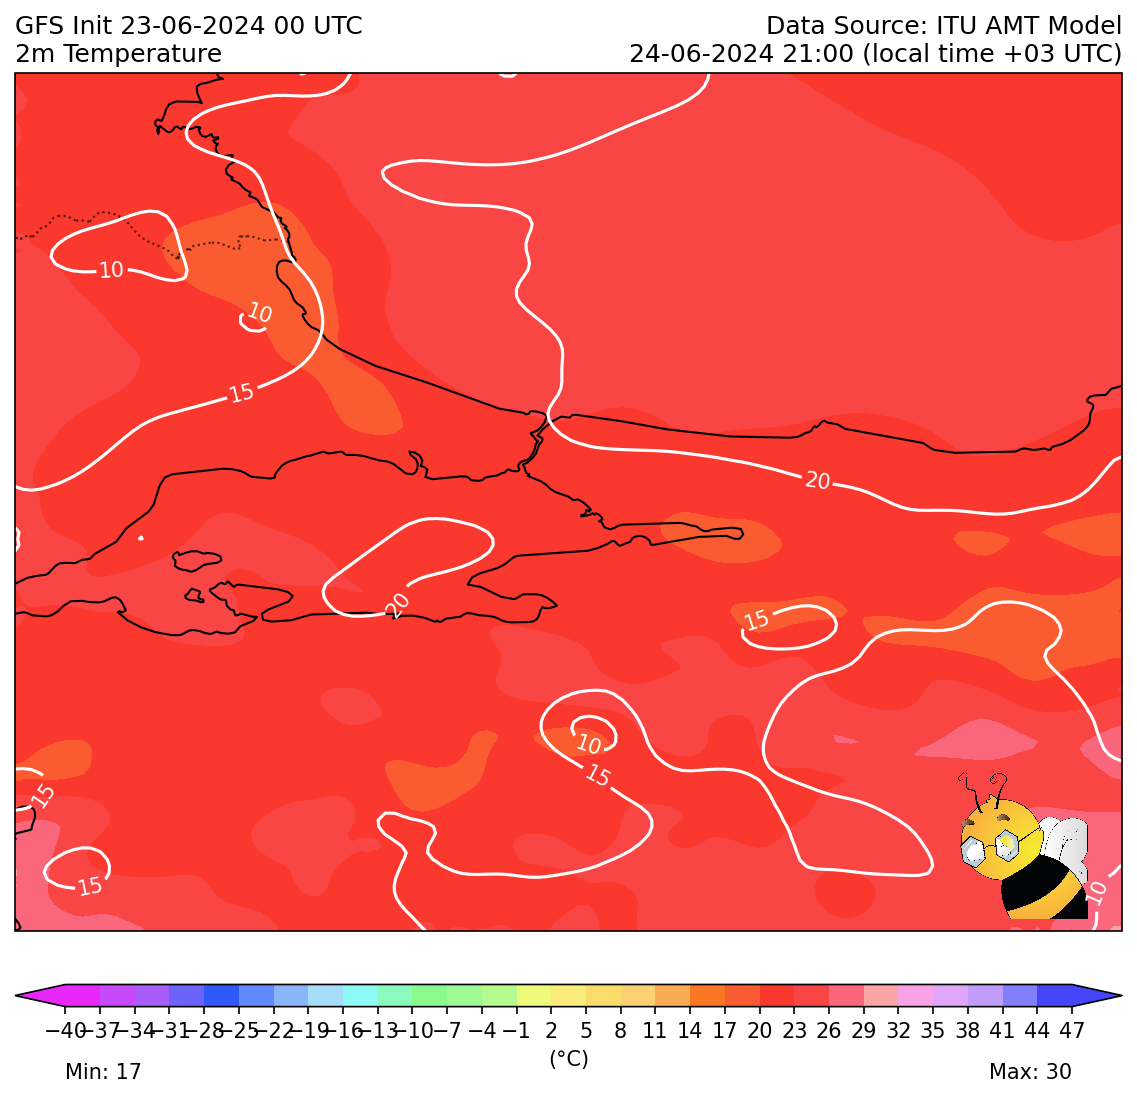 GFS Init 23-06-2024 00 UTC
Data Source: ITU AMT Model
2m Temperature
24-06-2024 21:00 (local time +03 UTC)
10
10
15
20
20
15
10
15
15
15
10
−40 −37 −34 −31 −28 −25 −22 −19 −16 −13 −10 −7 −4 −1 2 5 8 11 14 17 20 23 26 29 32 35 38 41 44 47
(°C)
Min: 17
Max: 30